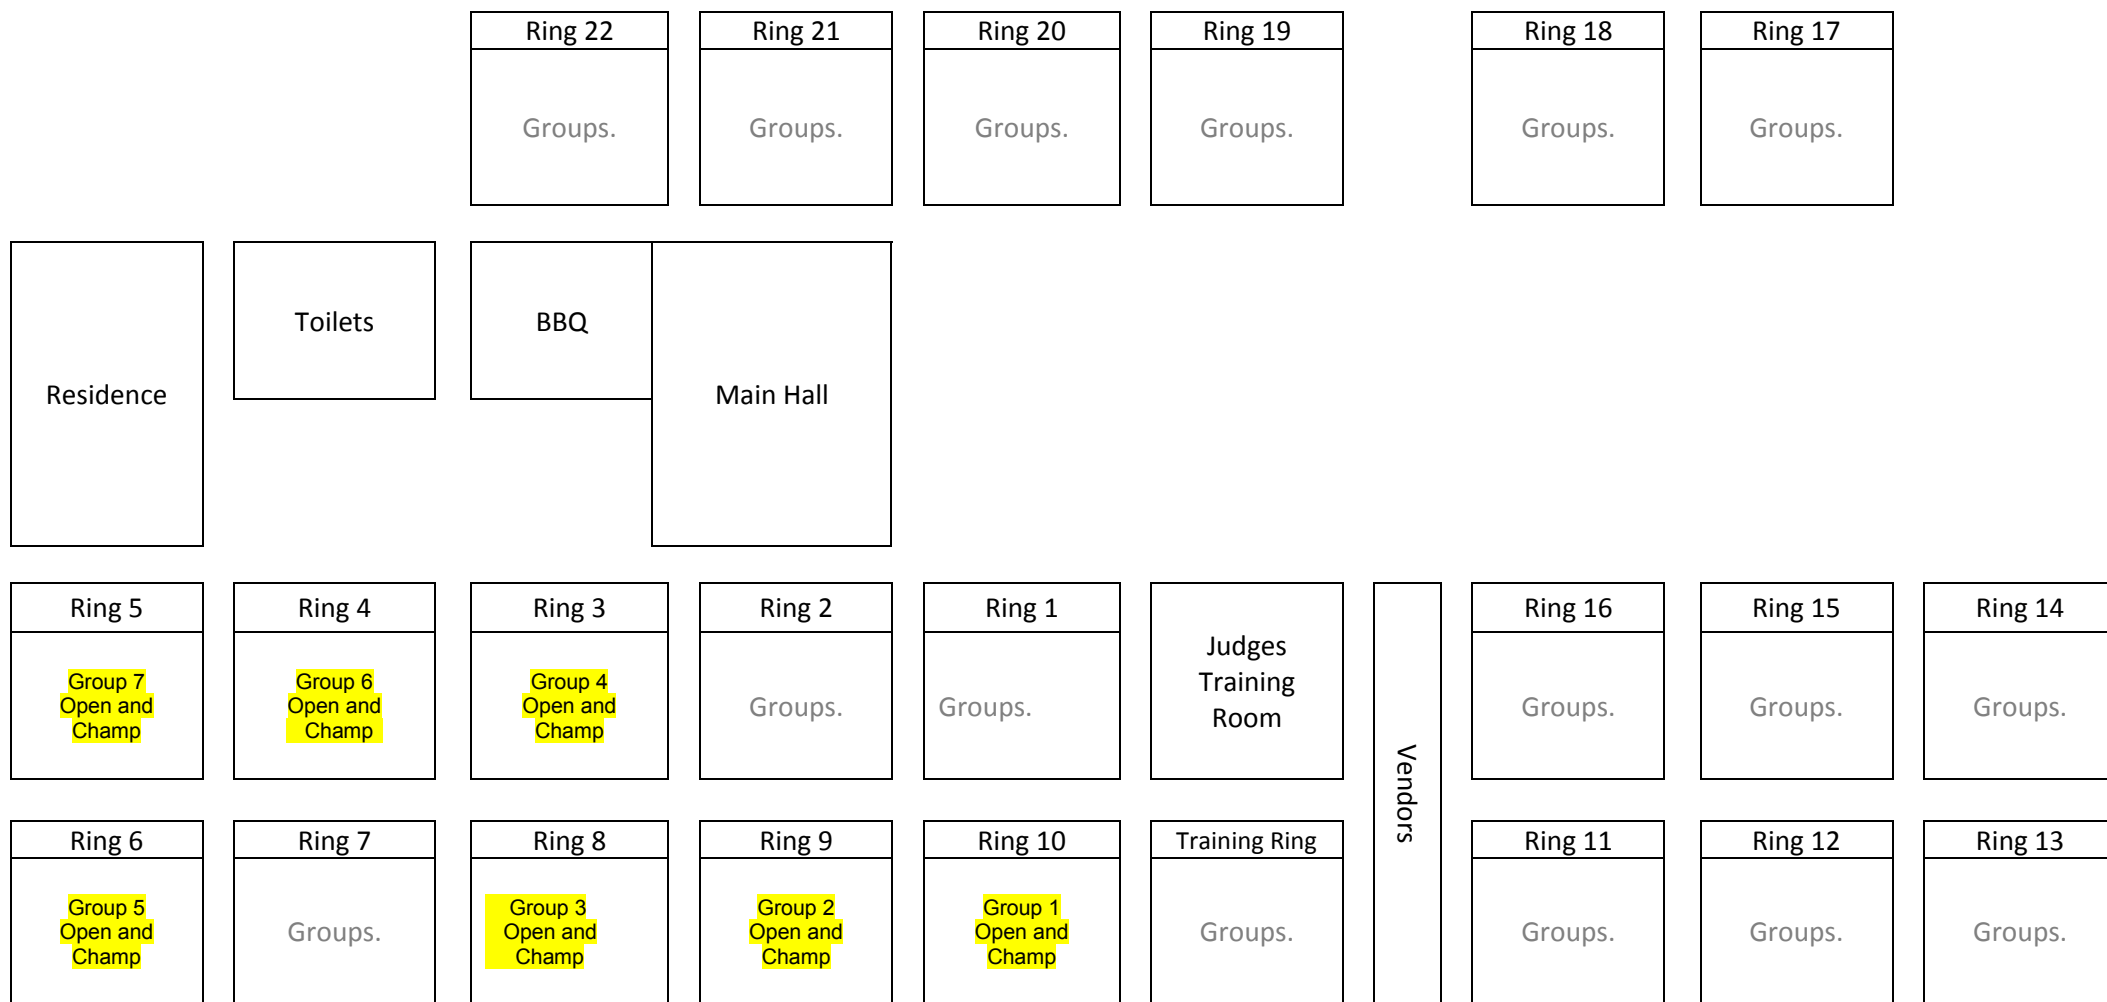 Ring 22
Ring 21
Ring 20
Ring 19
Ring 18
Ring 17
Groups.
Groups.
Groups.
Groups.
Groups.
Groups.
Residence
Toilets
BBQ
Main Hall
Ring 5
Ring 4
Ring 3
Ring 2
Ring 1
Judges
Training
Room
Vendors
Ring 16
Ring 15
Ring 14
Group 7
Open and
Champ
Group 6
Open and
Champ
Group 4
Open and
Champ
Groups.
Groups.
Groups.
Groups.
Groups.
Ring 6
Ring 7
Ring 8
Ring 9
Ring 10
Training Ring
Ring 11
Ring 12
Ring 13
Group 5
Open and
Champ
Groups.
Group 3
Open and
Champ
Group 2
Open and
Champ
Group 1
Open and
Champ
Groups.
Groups.
Groups.
Groups.